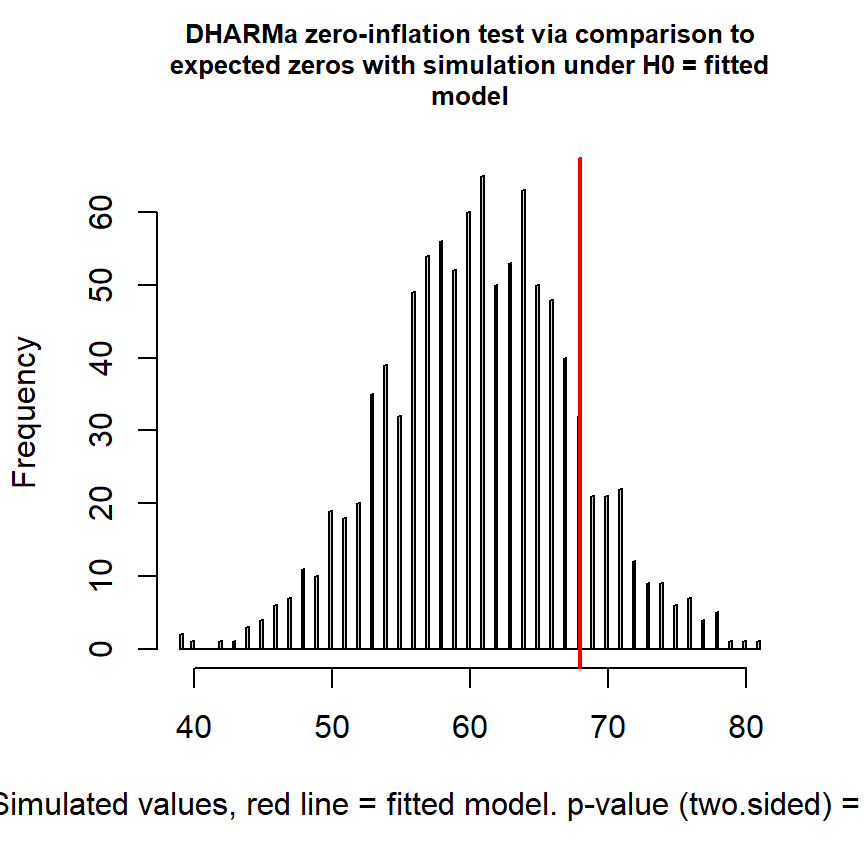 DHARMa zero-inflation test via comparison to
expected zeros with simulation under H0 = fitted
model
60
50
40
30
20
10
0
Frequency
40 50 60 70 80
Simulated values, red line = fitted model. p-value (two.sided) =